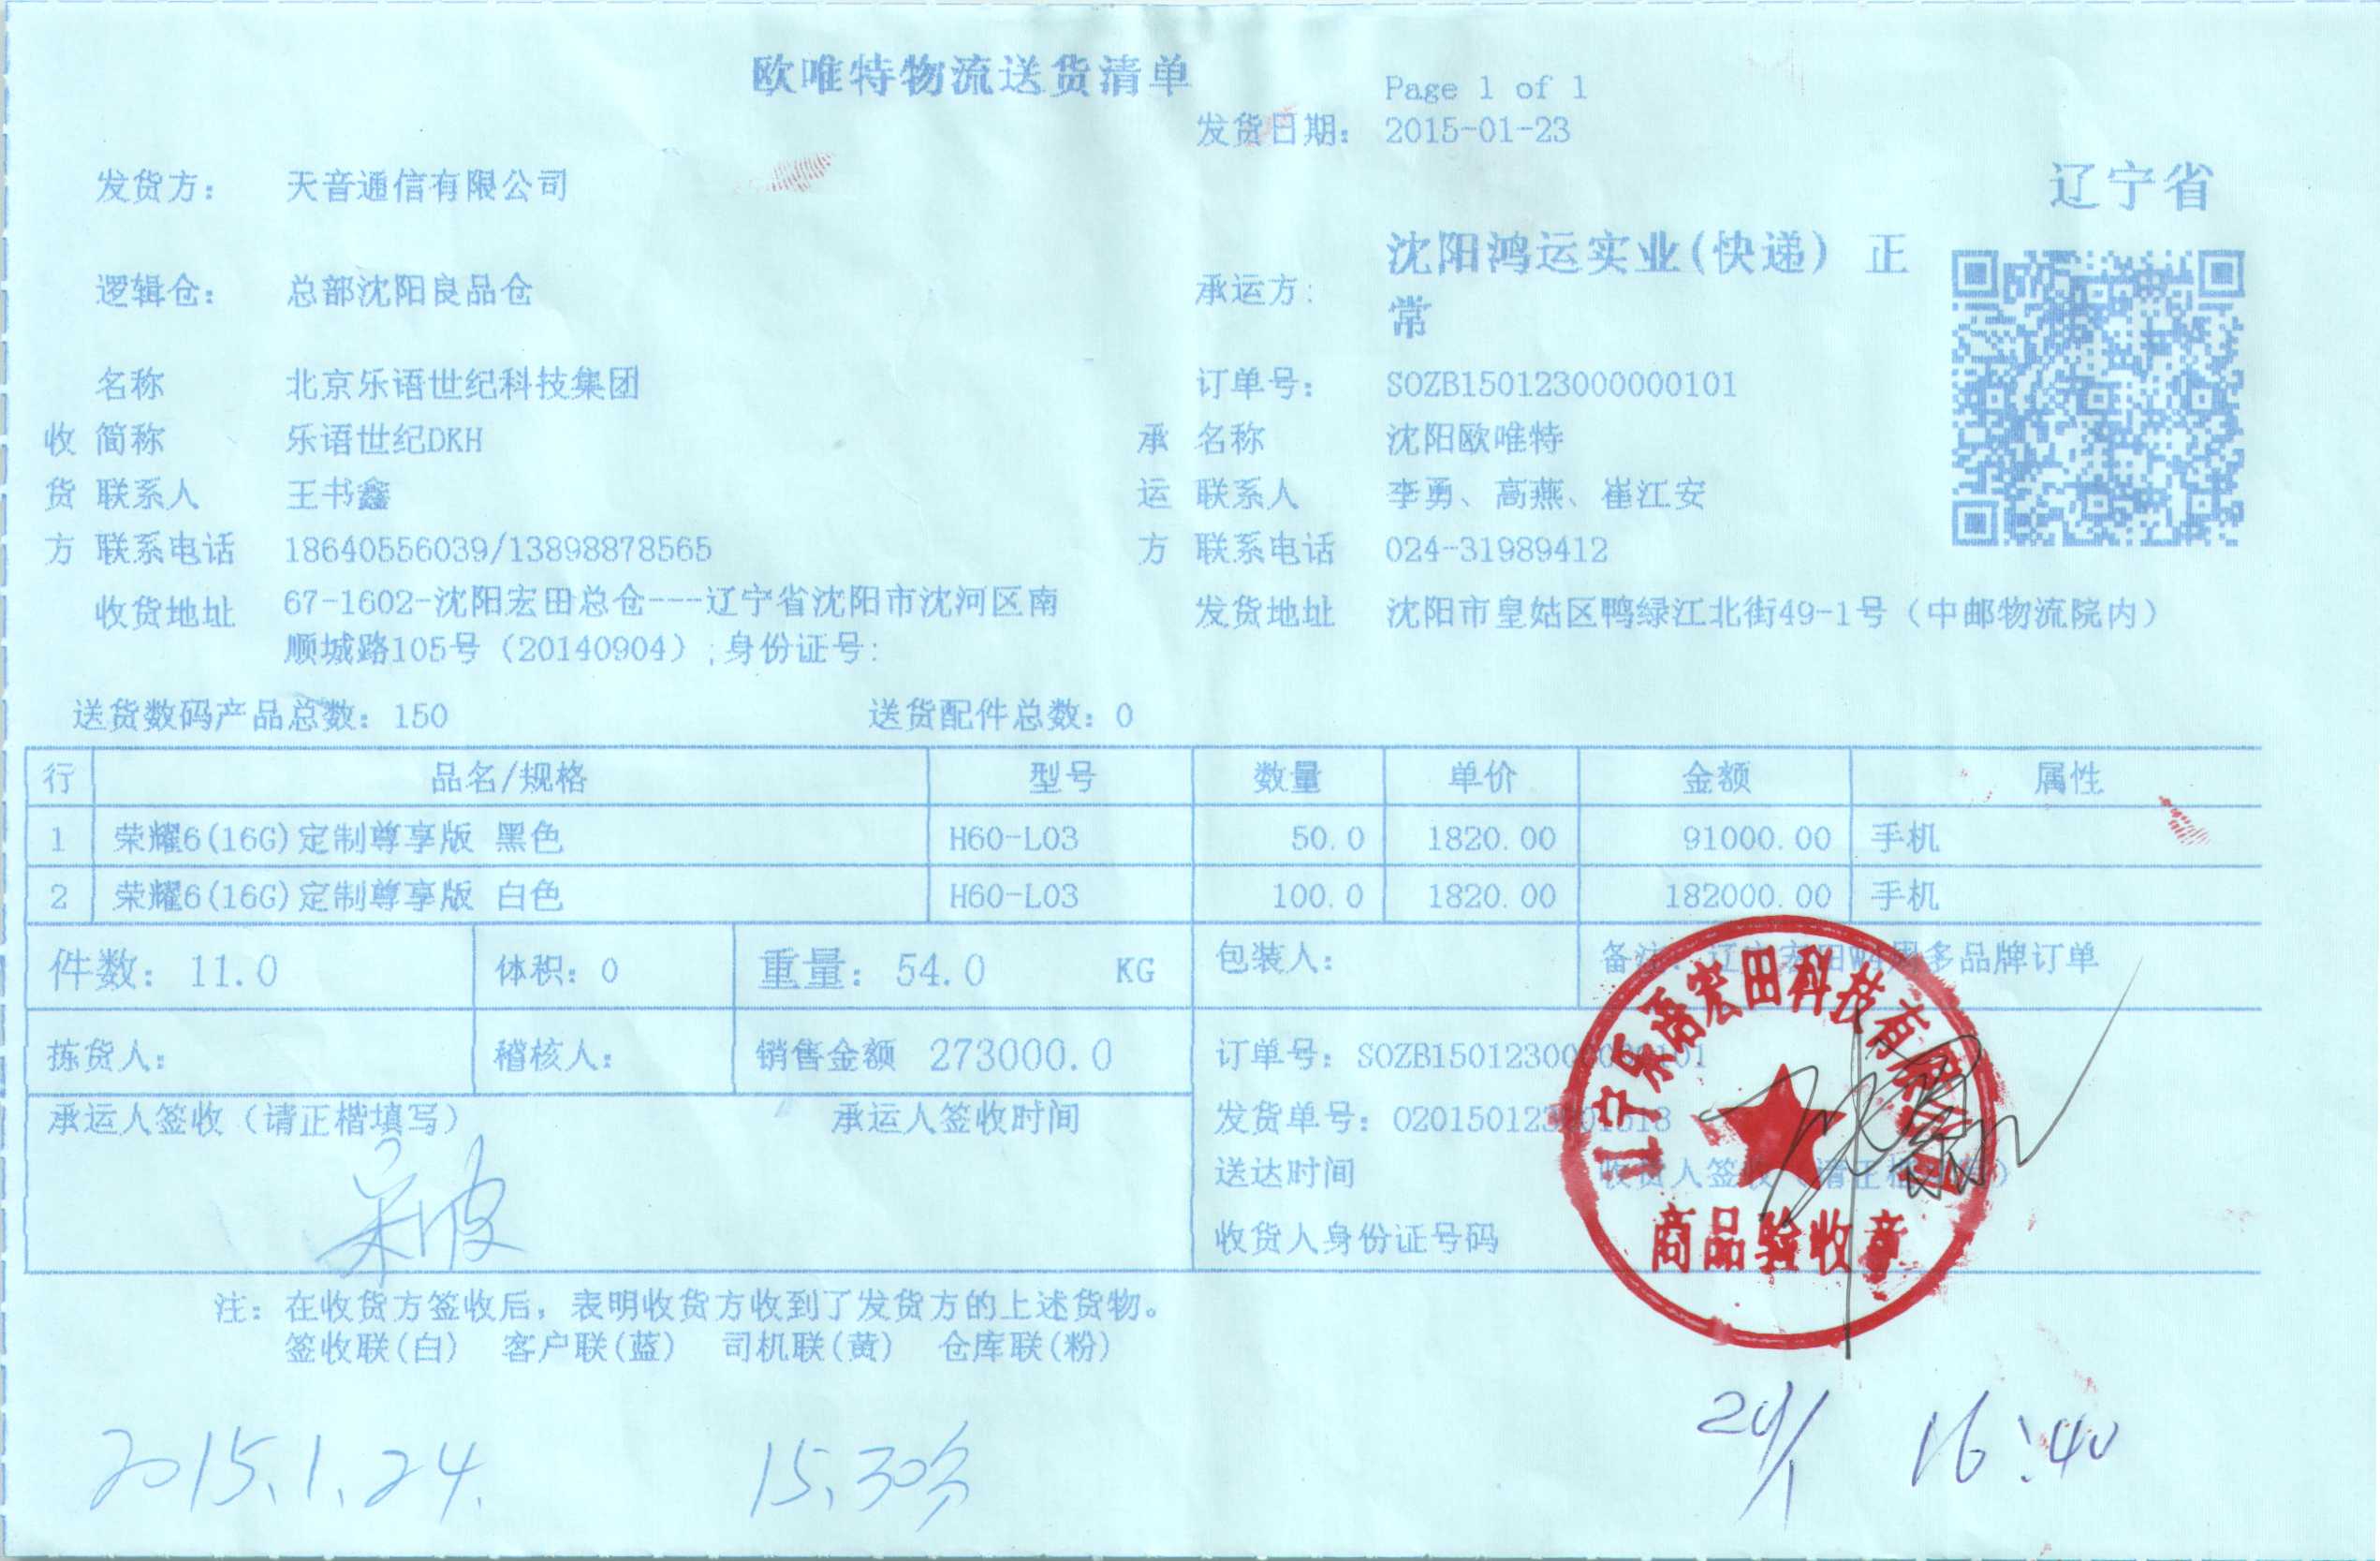 欧唯特物流送货清单
Page 1 of 1
发货日期: 2015-01-23
辽宁省
发货方: 天音通信有限公司
逻辑仓: 总部沈阳良品仓
承运方: 沈阳鸿运实业(快递) 正
常
名称 北京乐语世纪科技集团 订单号: SOZB150123000000101
收 简称 乐语世纪DKH 承 名称 沈阳欧唯特
货 联系人 王书鑫 运 联系人 李勇、高燕、崔江安
方 联系电话 18640556039/13898878565 方 联系电话 024-31989412
收货地址 67-1602-沈阳宏田总仓---辽宁省沈阳市沈河区南
顺城路105号(20140904);身份证号:
发货地址 沈阳市皇姑区鸭绿江北街49-1号(中邮物流院内)
送货数码产品总数: 150 送货配件总数: 0
行 品名/规格 型号 数量 单价 金额 属性
1 荣耀6(16G)定制尊享版 黑色 H60-L03 50.0 1820.00 91000.00 手机
2 荣耀6(16G)定制尊享版 白色 H60-L03 100.0 1820.00 182000.00 手机
件数: 11.0 体积: 0 重量: 54.0 KG 包装人: 备注: 多品牌订单
拣货人: 稽核人: 销售金额 273000.0 订单号: SOZB150123000000101
承运人签收(请正楷填写) 承运人签收时间
发货单号:
送达时间 收货人签收(请正楷填写)
收货人身份证号码
辽宁乐语宏田科技有限公司
商品验收章
注: 在收货方签收后, 表明收货方收到了发货方的上述货物。
签收联(白) 客户联(蓝) 司机联(黄) 仓库联(粉)
2015.1.24. 15.30分
24/1 16:40